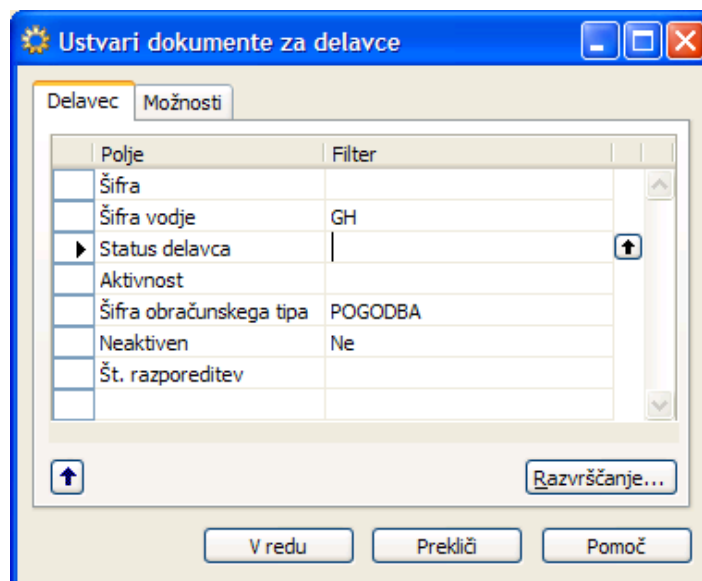 Ustvari dokumente za delavce
Delavec Možnosti
Polje Filter
Šifra
Šifra vodje GH
Status delavca
Aktivnost
Šifra obračunskega tipa POGODBA
Neaktiven Ne
Št. razporeditev
Razvrščanje...
V redu Prekliči Pomoč